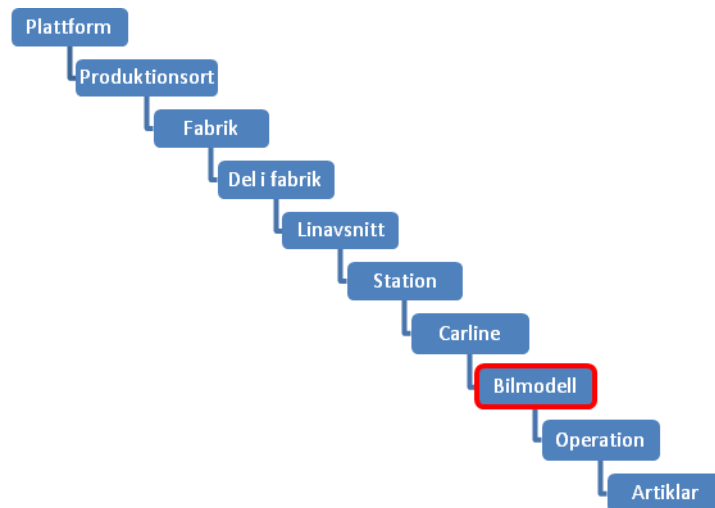 Plattform
Produktionsort
Fabrik
Del i fabrik
Linavsnitt
Station
Carline
Bilmodell
Operation
Artiklar